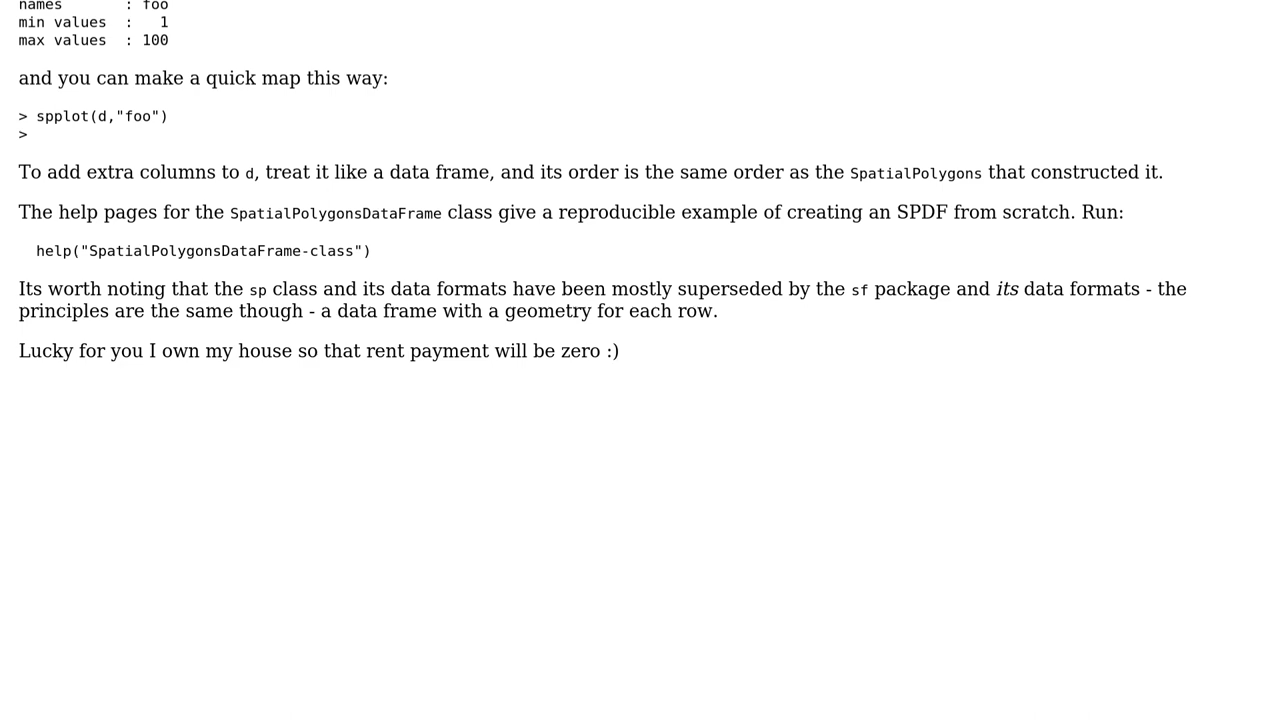 names       : foo
min values  :   1
max values  : 100
and you can make a quick map this way:
> spplot(d,"foo")
>
To add extra columns to d, treat it like a data frame, and its order is the same order as the SpatialPolygons that constructed it.
The help pages for the SpatialPolygonsDataFrame class give a reproducible example of creating an SPDF from scratch. Run:
help("SpatialPolygonsDataFrame-class")
Its worth noting that the sp class and its data formats have been mostly superseded by the sf package and its data formats - the
principles are the same though - a data frame with a geometry for each row.
Lucky for you I own my house so that rent payment will be zero :)